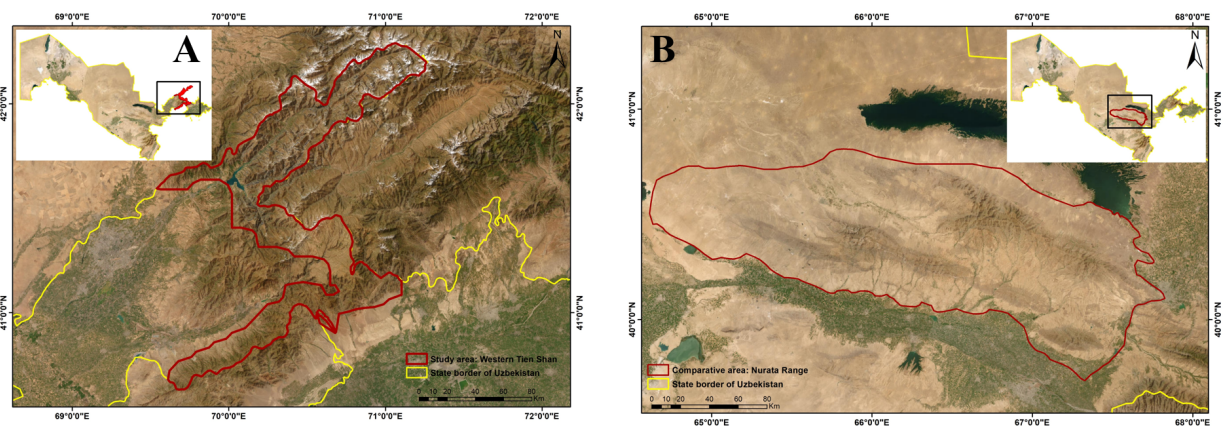 69°0'0"E 70°0'0"E 71°0'0"E 72°0'0"E
A
N
42°0'0"N
42°0'0"N
41°0'0"N
41°0'0"N
Study area: Western Tien Shan
State border of Uzbekistan
0 10 20 40 60 80
Km
69°0'0"E 70°0'0"E 71°0'0"E 72°0'0"E
65°0'0"E 66°0'0"E 67°0'0"E 68°0'0"E
B
N
41°0'0"N
41°0'0"N
40°0'0"N
40°0'0"N
Comparative area: Nurata Range
State border of Uzbekistan
0 10 20 40 60 80
Km
65°0'0"E 66°0'0"E 67°0'0"E 68°0'0"E